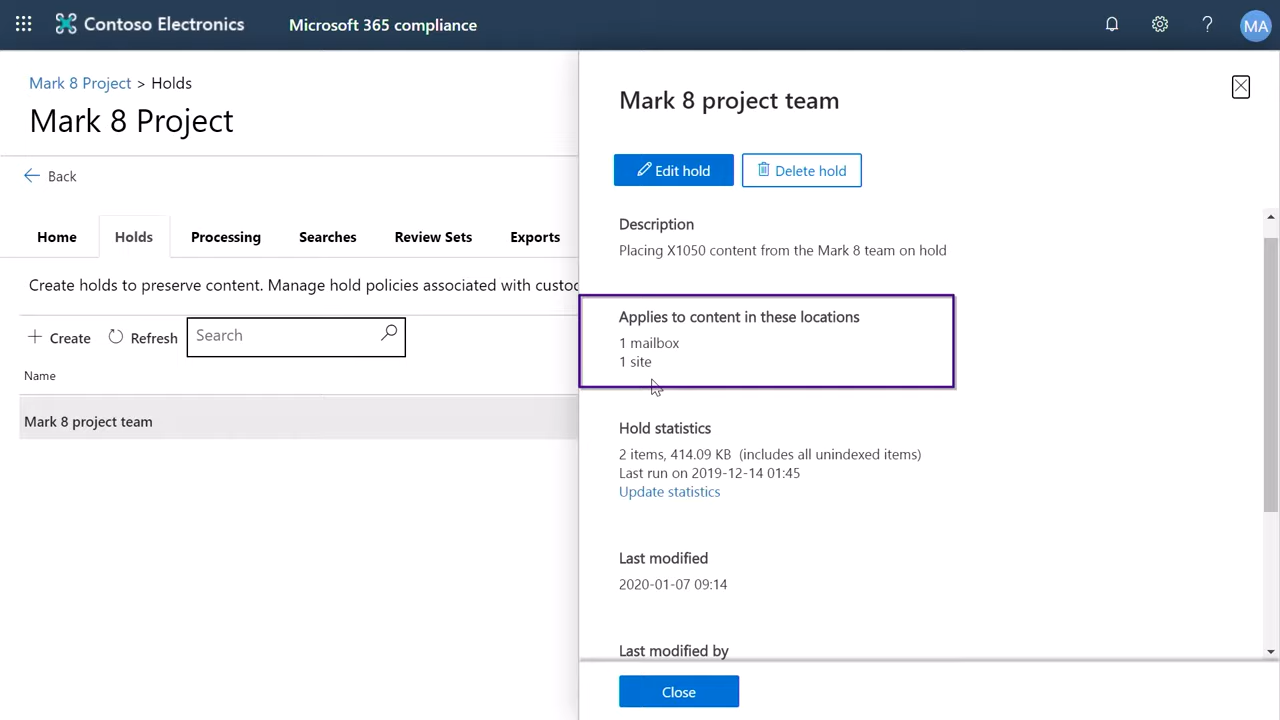 Contoso Electronics
Microsoft 365 compliance
?
MA
Mark 8 Project > Holds
Mark 8 Project
Back
Home
Holds
Processing
Searches
Review Sets
Exports
Create holds to preserve content. Manage hold policies associated with custoc
Create
Refresh
Search
Name
Mark 8 project team
Mark 8 project team
Edit hold
Delete hold
Description
Placing X1050 content from the Mark 8 team on hold
Applies to content in these locations
1 mailbox
1 site
Hold statistics
2 items, 414.09 KB (includes all unindexed items)
Last run on 2019-12-14 01:45
Update statistics
Last modified
2020-01-07 09:14
Last modified by
Close